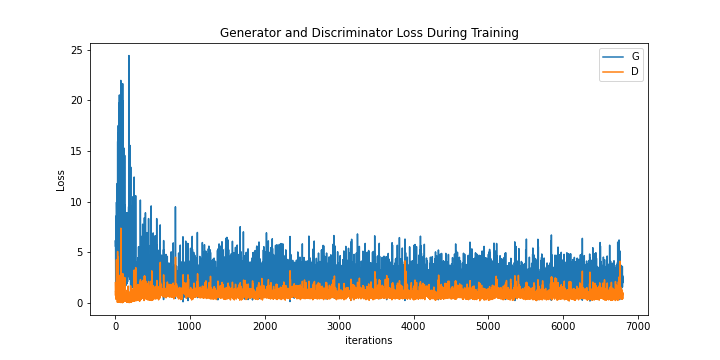 Generator and Discriminator Loss During Training
25
20
15
10
5
0
Loss
G
D
0 1000 2000 3000 4000 5000 6000 7000
iterations